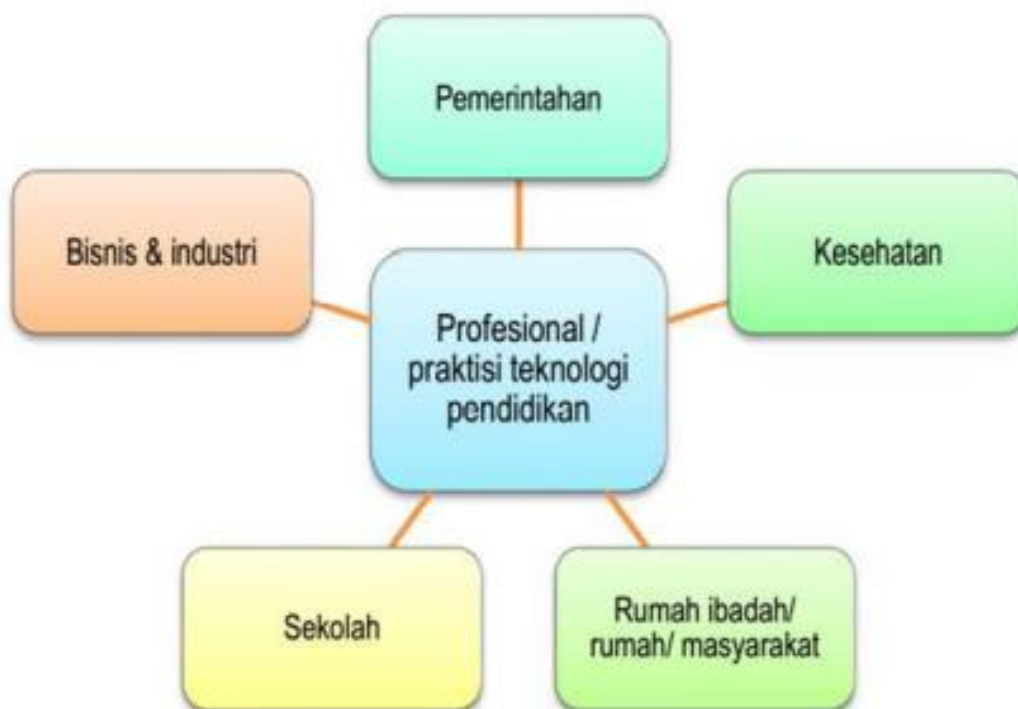 Pemerintahan
Bisnis & industri
Kesehatan
Profesional /
praktisi teknologi
pendidikan
Sekolah
Rumah ibadah/
rumah/ masyarakat